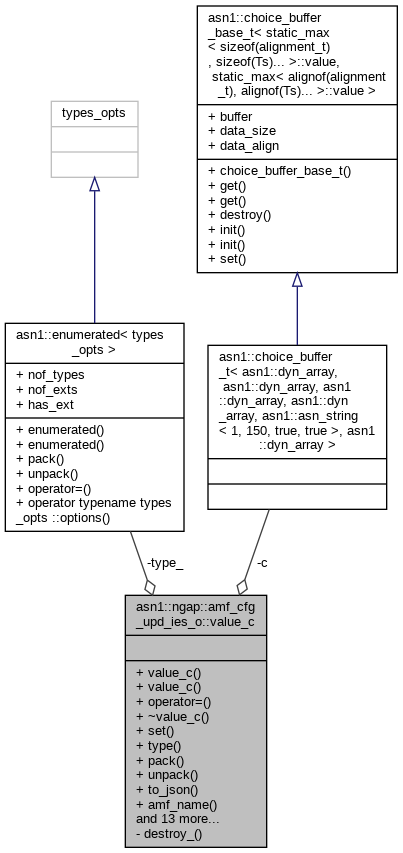 asn1::choice_buffer
_base_t< static_max
< sizeof(alignment_t)
, sizeof(Ts)... >::value,
static_max< alignof(alignment
_t), alignof(Ts)... >::value >
+ buffer
+ data_size
+ data_align
+ choice_buffer_base_t()
+ get()
+ get()
+ destroy()
+ init()
+ init()
+ set()
types_opts
asn1::enumerated< types
_opts >
+ nof_types
+ nof_exts
+ has_ext
+ enumerated()
+ enumerated()
+ pack()
+ unpack()
+ operator=()
+ operator typename types
_opts ::options()
asn1::choice_buffer
_t< asn1::dyn_array,
asn1::dyn_array, asn1
::dyn_array, asn1::dyn
_array, asn1::asn_string
< 1, 150, true, true >, asn1
::dyn_array >
-type_
-c
asn1::ngap::amf_cfg
_upd_ies_o::value_c
+ value_c()
+ value_c()
+ operator=()
+ ~value_c()
+ set()
+ type()
+ pack()
+ unpack()
+ to_json()
+ amf_name()
and 13 more...
- destroy_()